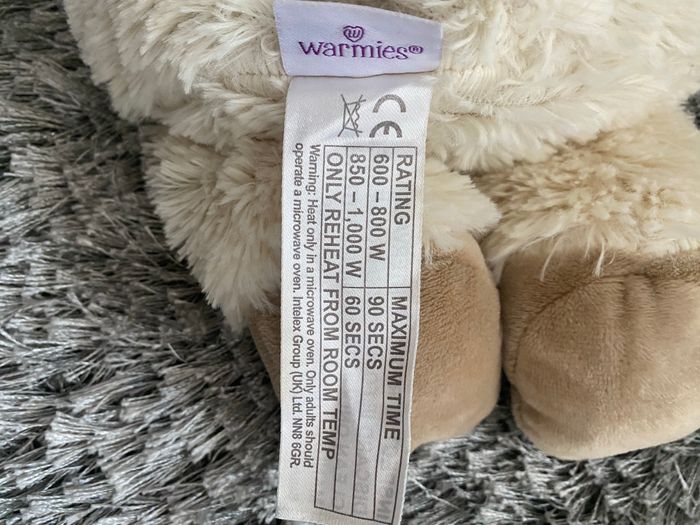 Warmies®
CE
RATING MAXIMUM TIME
600 – 800 W 90 SECS
850 – 1,000 W 60 SECS
ONLY REHEAT FROM ROOM TEMP
Warning: Heat only in a microwave oven. Only adults should
operate a microwave oven. Intelex Group (UK) Ltd. NN8 6GR.